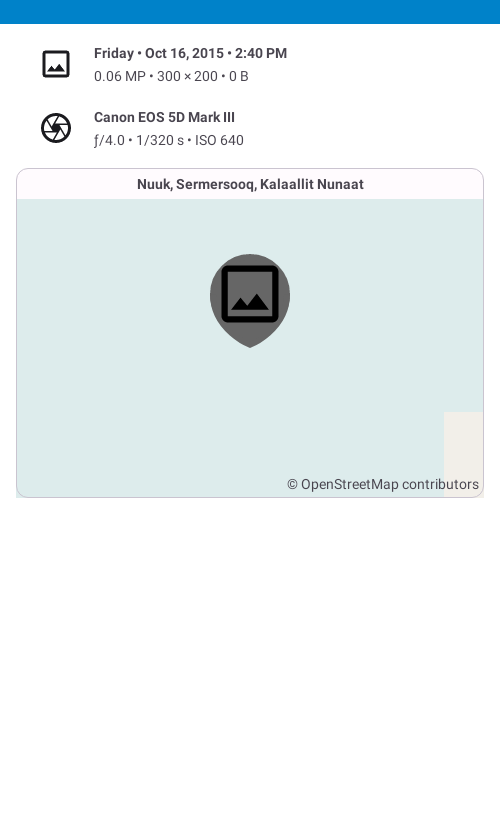 Friday • Oct 16, 2015 • 2:40 PM
0.06 MP • 300 × 200 • 0 B
Canon EOS 5D Mark III
ƒ/4.0 • 1/320 s • ISO 640
Nuuk, Sermersooq, Kalaallit Nunaat
© OpenStreetMap contributors